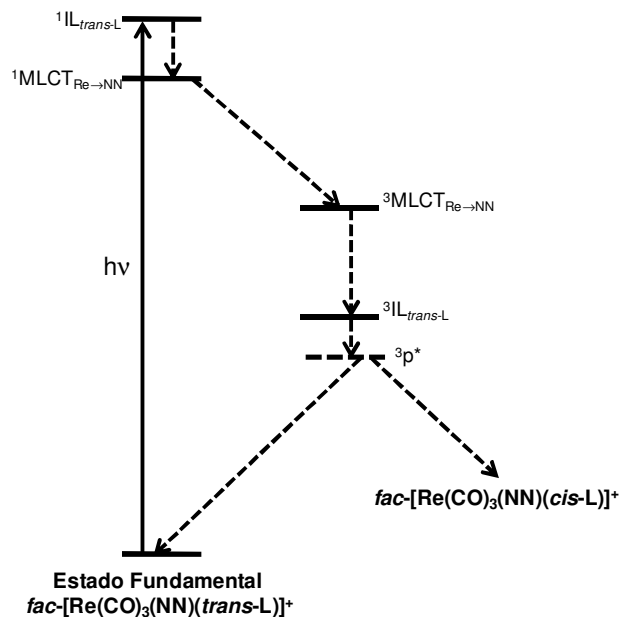 ¹IL trans-L
¹MLCT Re→NN
³MLCT Re→NN
hν
³IL trans-L
³p*
fac-[Re(CO)₃(NN)(cis-L)]⁺
Estado Fundamental
fac-[Re(CO)₃(NN)(trans-L)]⁺